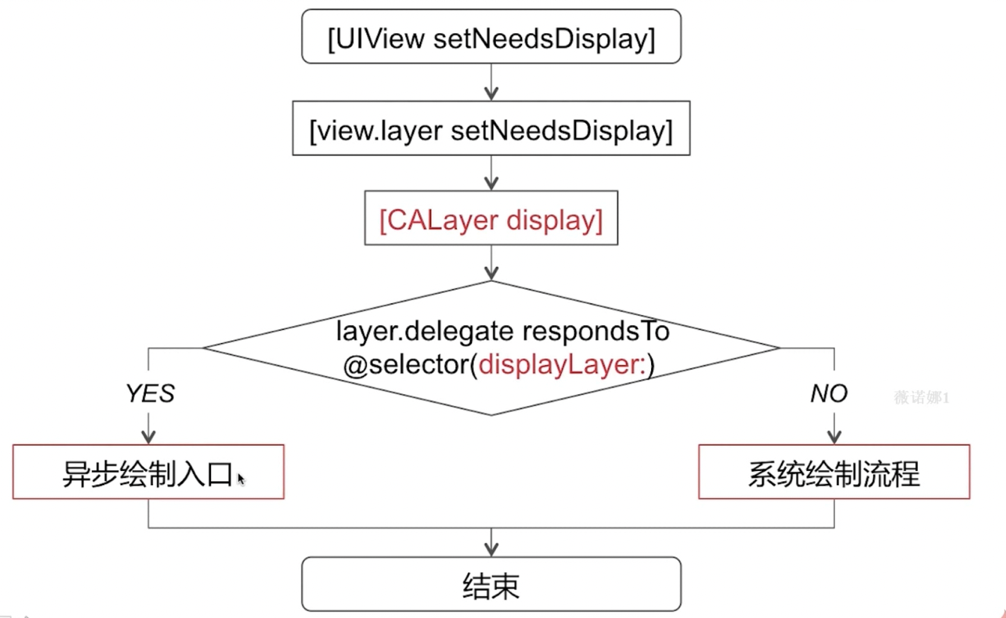 [UIView setNeedsDisplay]
[view.layer setNeedsDisplay]
[CALayer display]
layer.delegate respondsTo
@selector(displayLayer:)
YES
NO
薇诺娜1
异步绘制入口
系统绘制流程
结束